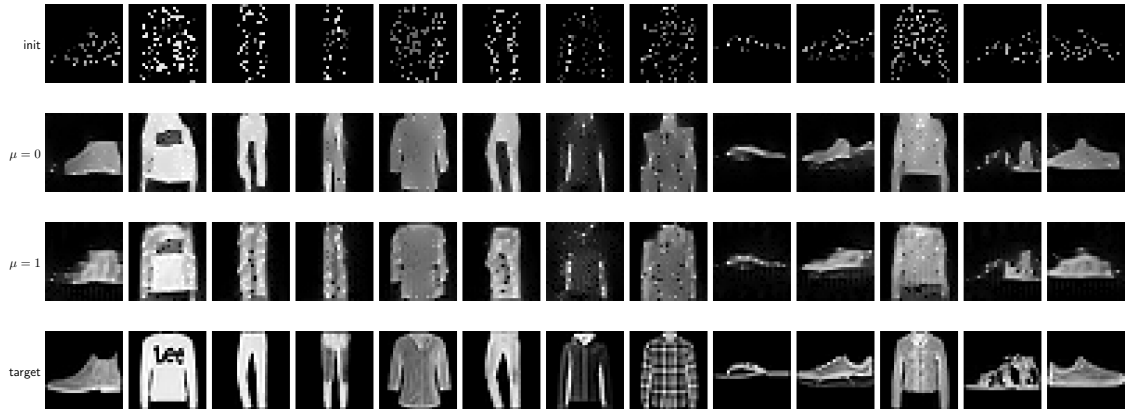 init
μ = 0
μ = 1
target
Lee